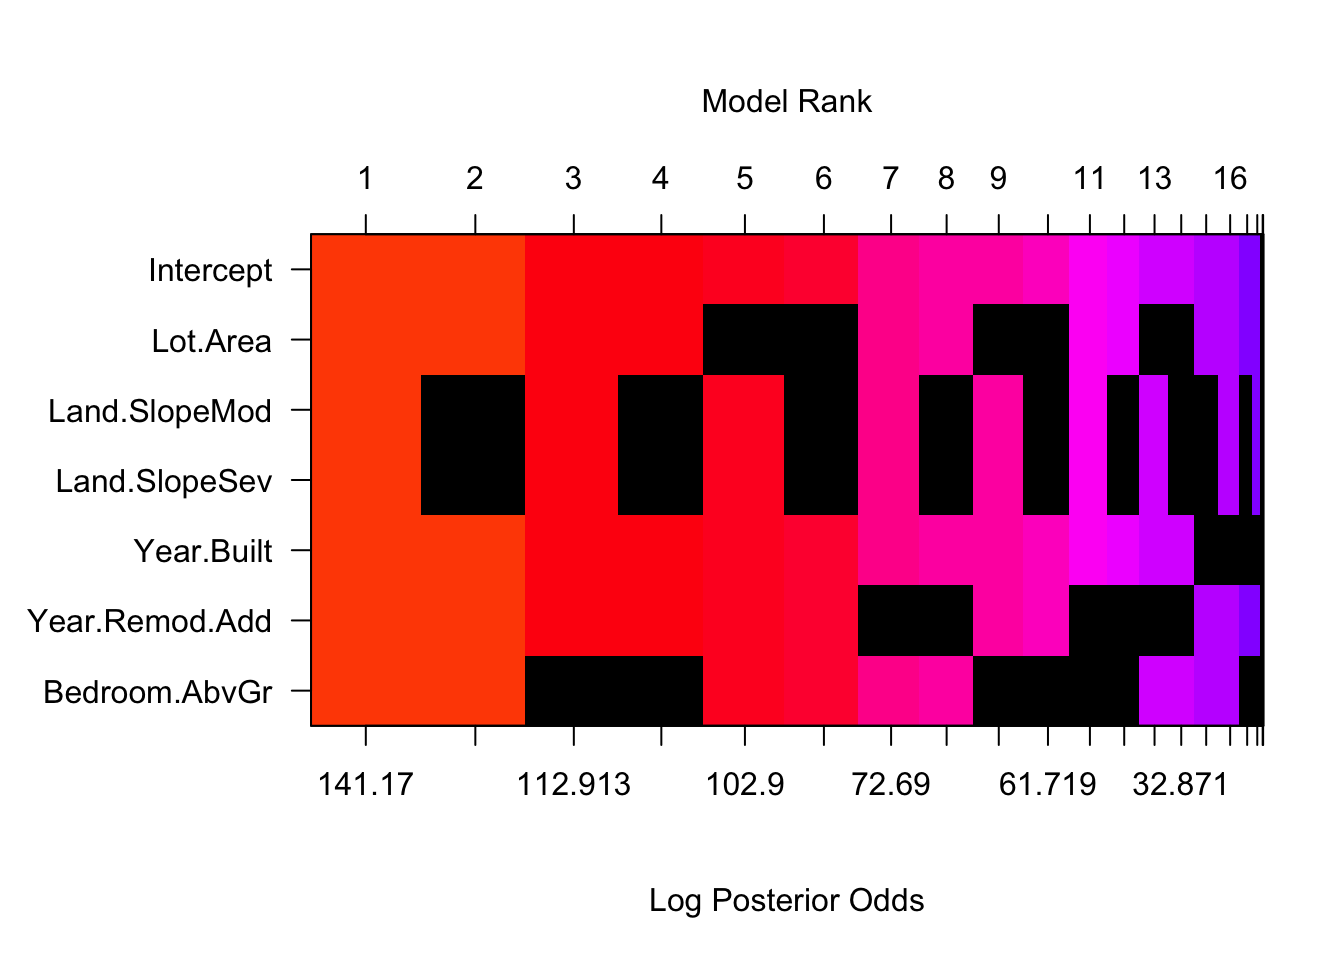 Model Rank
1 2 3 4 5 6 7 8 9 11 13 16
Intercept
Lot.Area
Land.SlopeMod
Land.SlopeSev
Year.Built
Year.Remod.Add
Bedroom.AbvGr
141.17 112.913 102.9 72.69 61.719 32.871
Log Posterior Odds